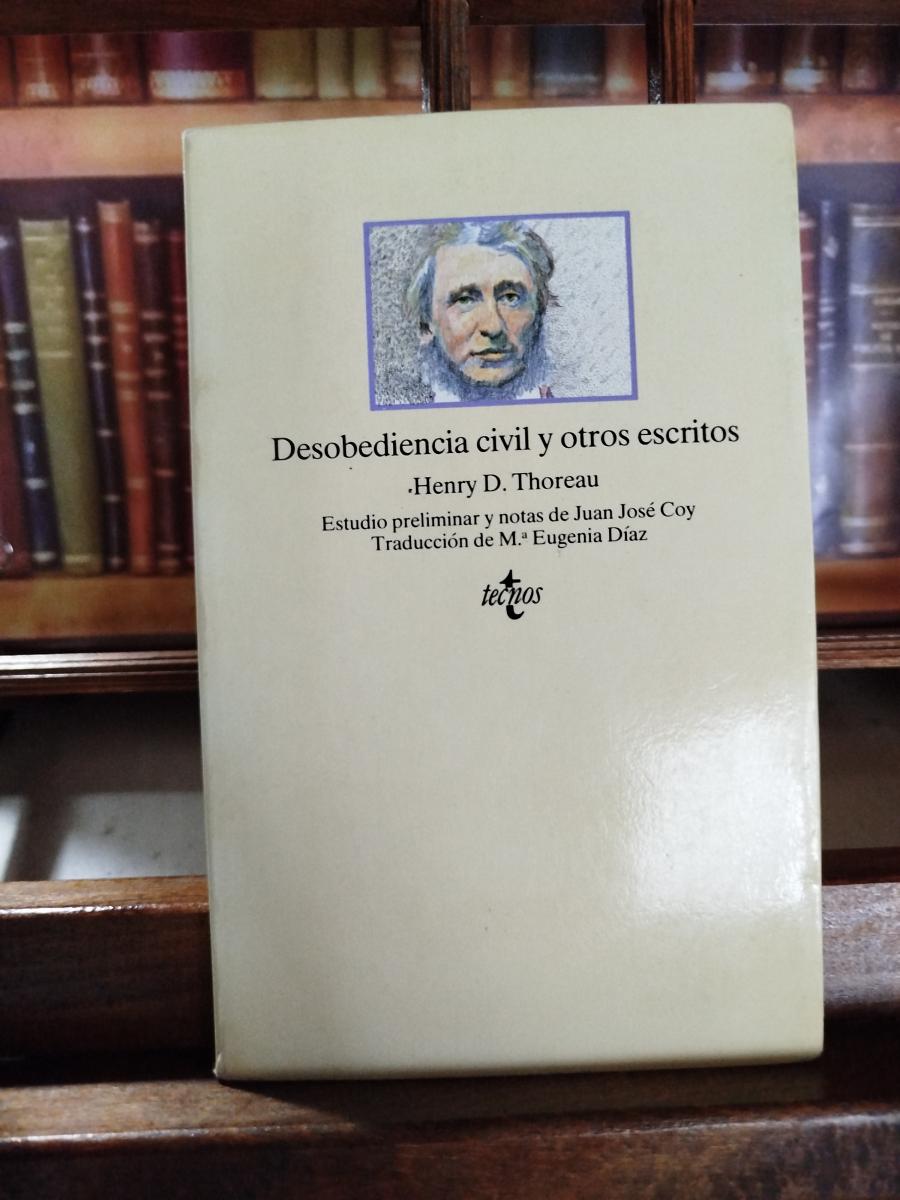 Desobediencia civil y otros escritos
Henry D. Thoreau
Estudio preliminar y notas de Juan José Coy
Traducción de M.ª Eugenia Díaz
tecnos